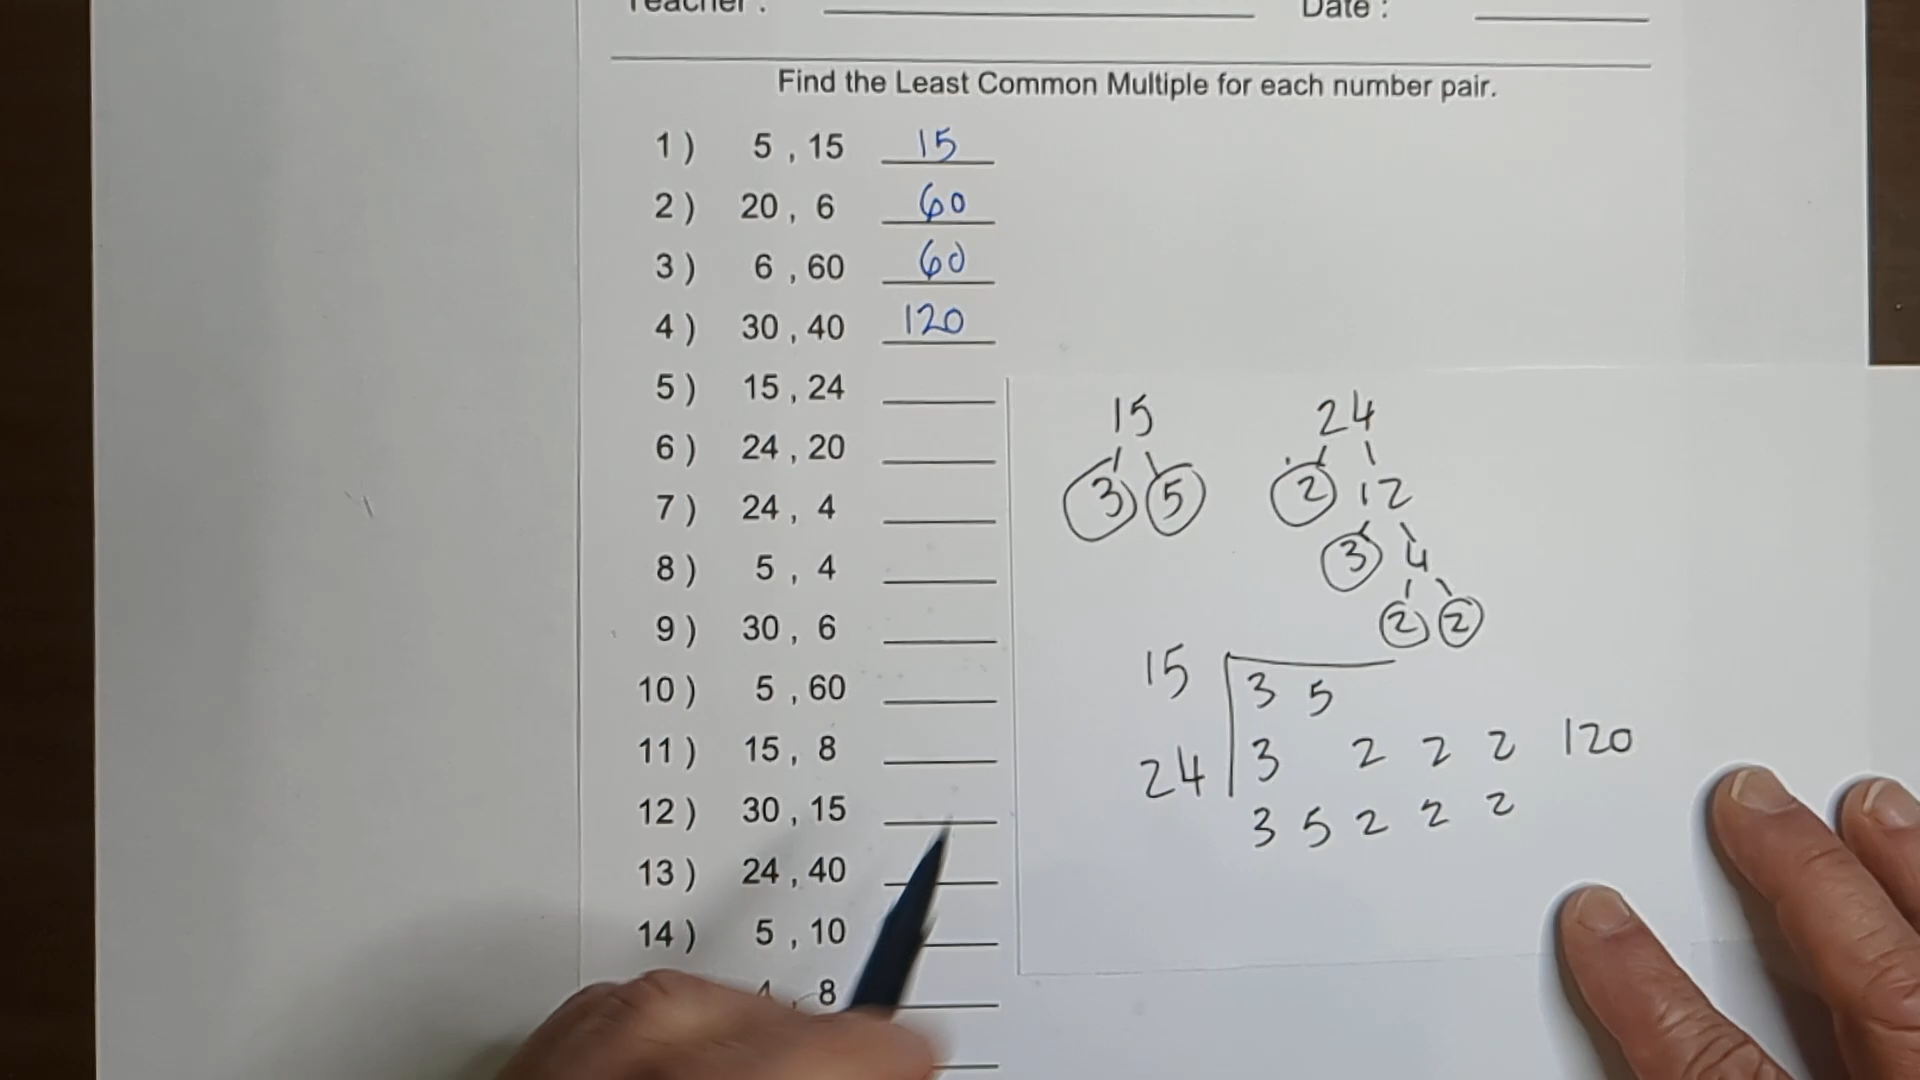 Teacher : Date :
Find the Least Common Multiple for each number pair.
1 ) 5 , 15 15
2 ) 20 , 6 60
3 ) 6 , 60 60
4 ) 30 , 40 120
5 ) 15 , 24
6 ) 24 , 20
7 ) 24 , 4
8 ) 5 , 4
9 ) 30 , 6
10 ) 5 , 60
11 ) 15 , 8
12 ) 30 , 15
13 ) 24 , 40
14 ) 5 , 10
, 8
15 24
3 5 2 12
3 4
2 2
15 3 5
24 3 2 2 2 120
3 5 2 2 2